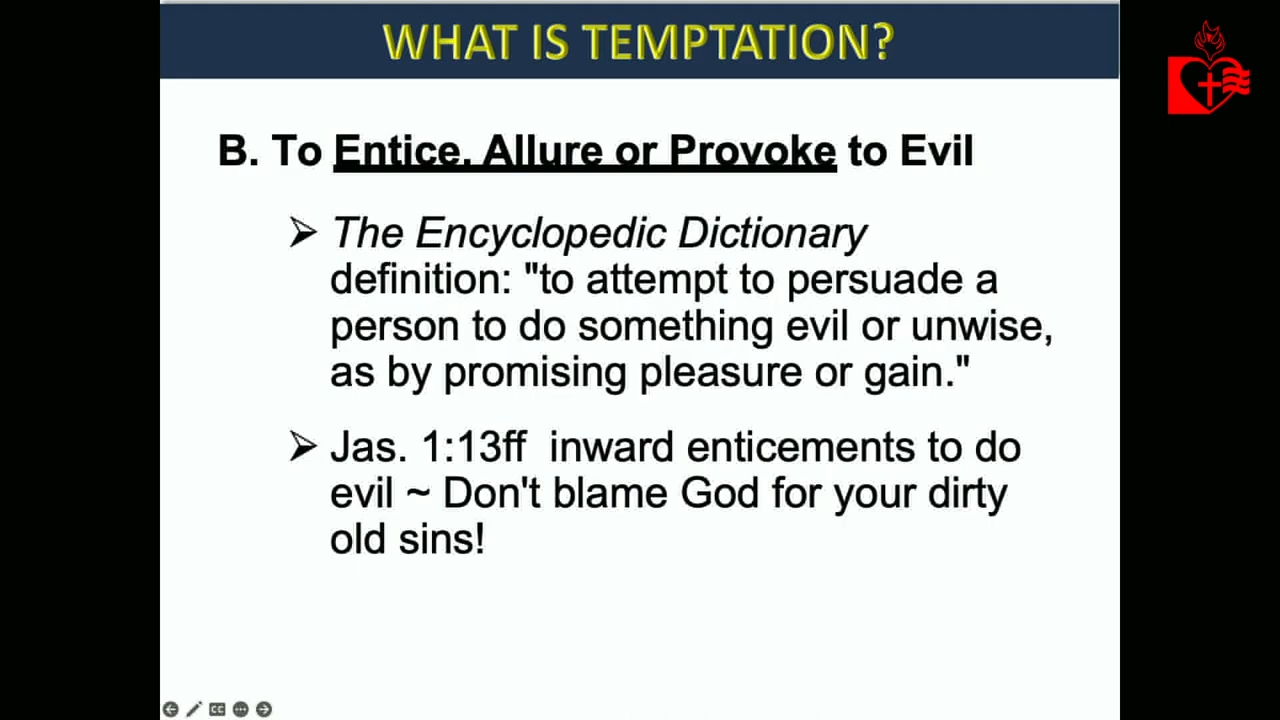 WHAT IS TEMPTATION?
B. To Entice, Allure or Provoke to Evil
➢ The Encyclopedic Dictionary
definition: "to attempt to persuade a
person to do something evil or unwise,
as by promising pleasure or gain."
➢ Jas. 1:13ff inward enticements to do
evil ~ Don't blame God for your dirty
old sins!
CC